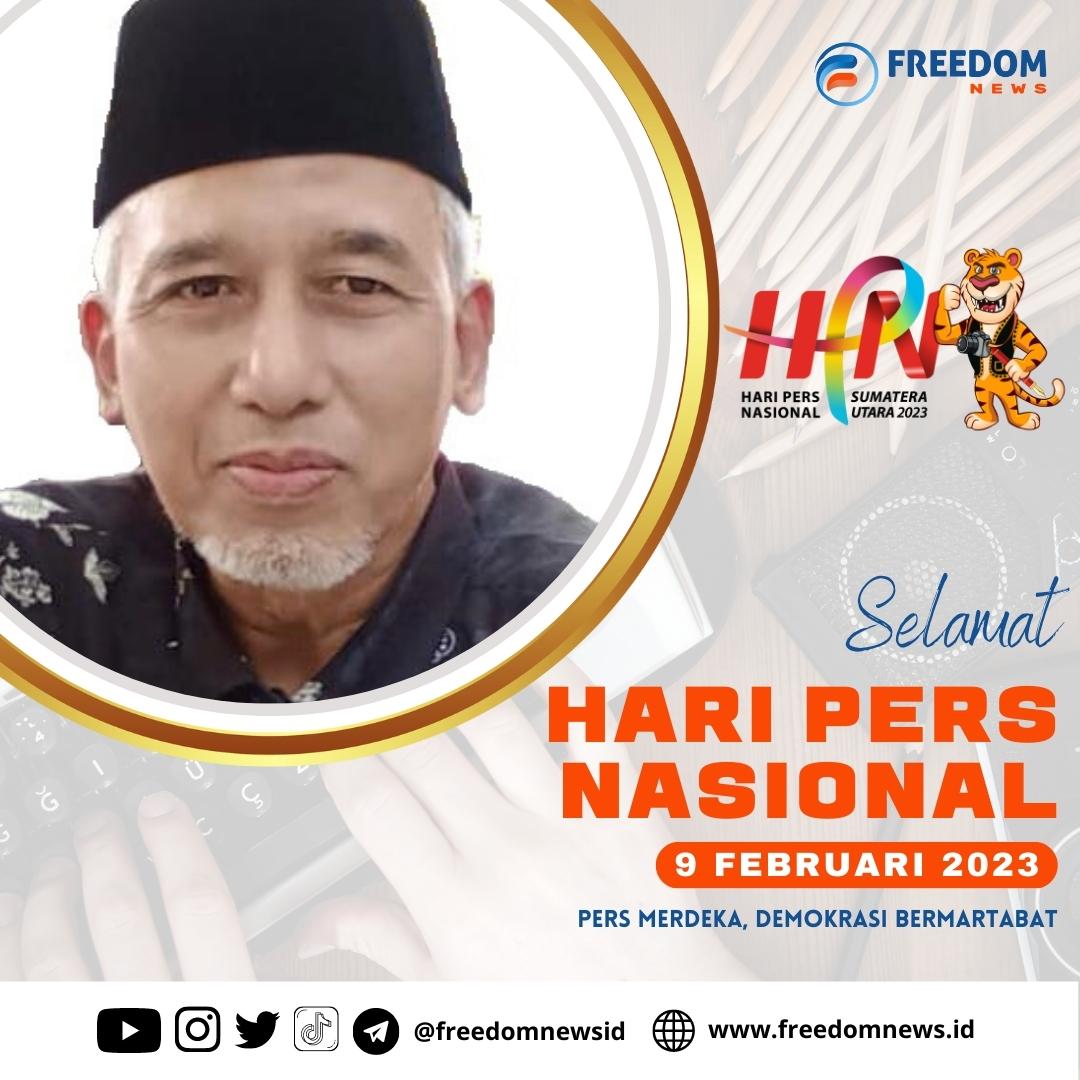 FREEDOM
NEWS
HPN
HARI PERS
NASIONAL
SUMATERA
UTARA 2023
Selamat
HARI PERS
NASIONAL
9 FEBRUARI 2023
PERS MERDEKA, DEMOKRASI BERMARTABAT
@freedomnewsid
www.freedomnews.id